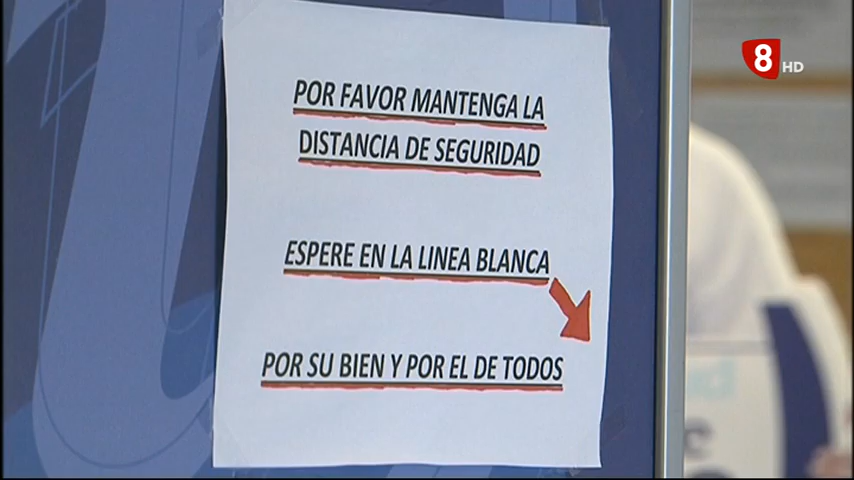 8 HD
POR FAVOR MANTENGA LA
DISTANCIA DE SEGURIDAD
ESPERE EN LA LINEA BLANCA
POR SU BIEN Y POR EL DE TODOS